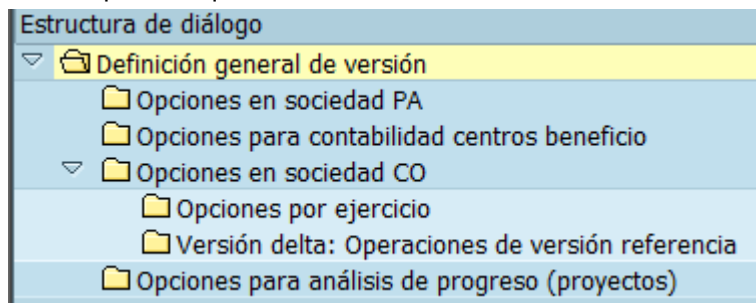 Estructura de diálogo
Definición general de versión
Opciones en sociedad PA
Opciones para contabilidad centros beneficio
Opciones en sociedad CO
Opciones por ejercicio
Versión delta: Operaciones de versión referencia
Opciones para análisis de progreso (proyectos)